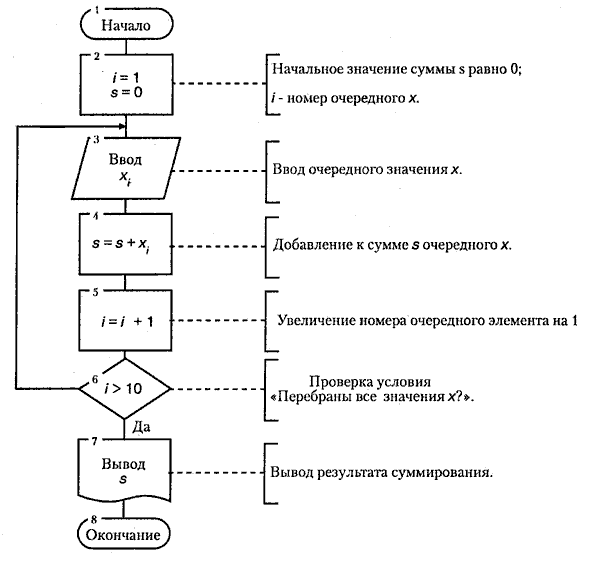 1
Начало
2
i = 1
s = 0
Начальное значение суммы s равно 0;
i - номер очередного x.
3
Ввод
xi
Ввод очередного значения x.
4
s = s + xi
Добавление к сумме s очередного x.
5
i = i + 1
Увеличение номера очередного элемента на 1
6
i > 10
Проверка условия
«Перебраны все значения x?».
Да
7
Вывод
s
Вывод результата суммирования.
8
Окончание